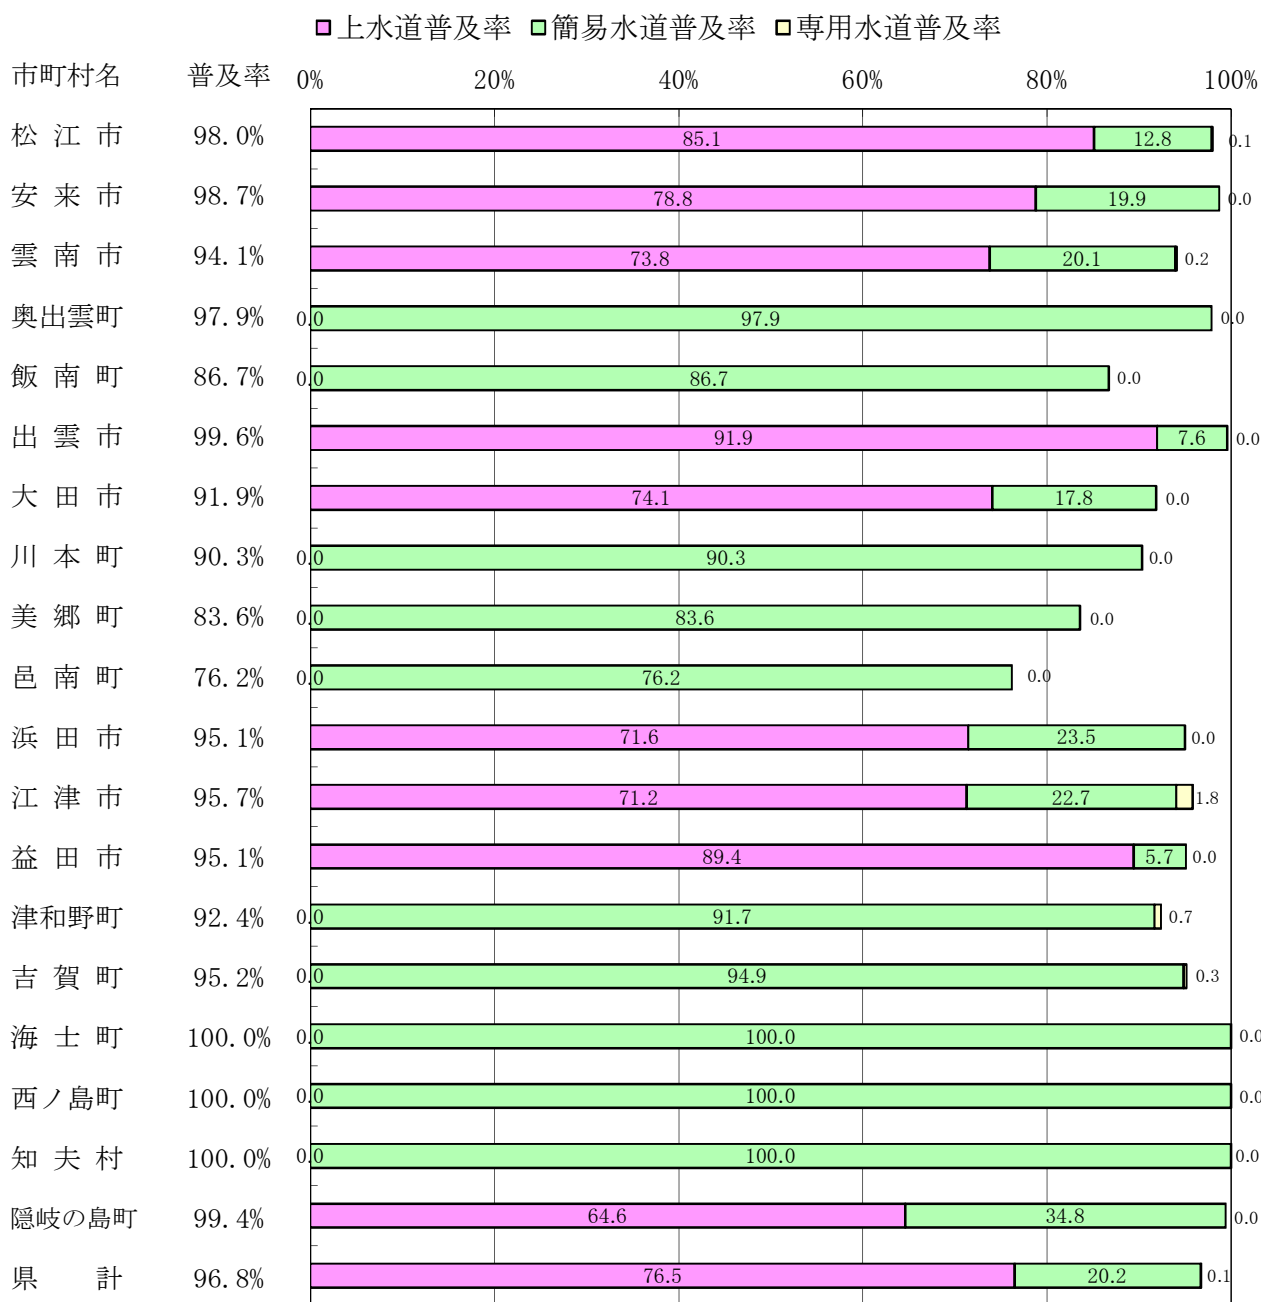 ■上水道普及率 ■簡易水道普及率 ■専用水道普及率
市町村名 普及率 0% 20% 40% 60% 80% 100%
松江市 98.0% 85.1 12.8 0.1
安来市 98.7% 78.8 19.9 0.0
雲南市 94.1% 73.8 20.1 0.2
奥出雲町 97.9% 0.0 97.9 0.0
飯南町 86.7% 0.0 86.7 0.0
出雲市 99.6% 91.9 7.6 0.0
大田市 91.9% 74.1 17.8 0.0
川本町 90.3% 0.0 90.3 0.0
美郷町 83.6% 0.0 83.6 0.0
邑南町 76.2% 0.0 76.2 0.0
浜田市 95.1% 71.6 23.5 0.0
江津市 95.7% 71.2 22.7 1.8
益田市 95.1% 89.4 5.7 0.0
津和野町 92.4% 0.0 91.7 0.7
吉賀町 95.2% 0.0 94.9 0.3
海士町 100.0% 0.0 100.0 0.0
西ノ島町 100.0% 0.0 100.0 0.0
知夫村 100.0% 0.0 100.0 0.0
隠岐の島町 99.4% 64.6 34.8 0.0
県計 96.8% 76.5 20.2 0.1